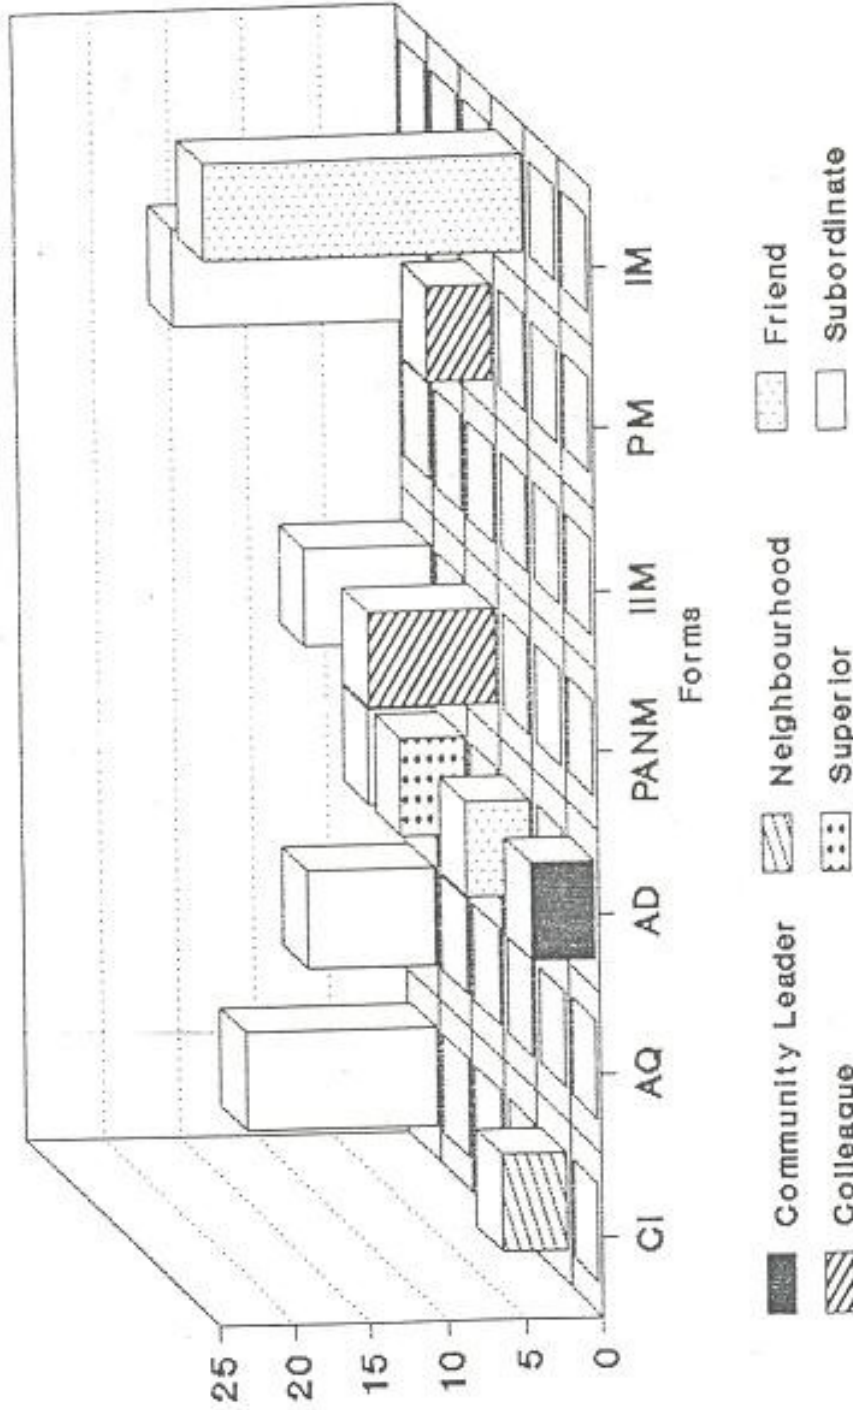 25
20
15
10
5
0
CI AQ AD PANM IIM PM IM
Forms
Community Leader Neighbourhood Friend
Colleague Superior Subordinate